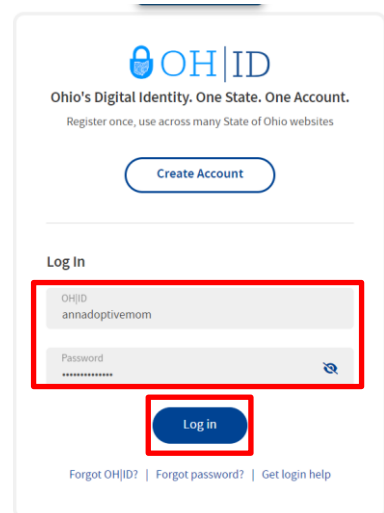 OH|ID
Ohio's Digital Identity. One State. One Account.
Register once, use across many State of Ohio websites
Create Account
Log In
OH|ID
annadoptivemom
Password
••••••••••••••
Log in
Forgot OH|ID? | Forgot password? | Get login help